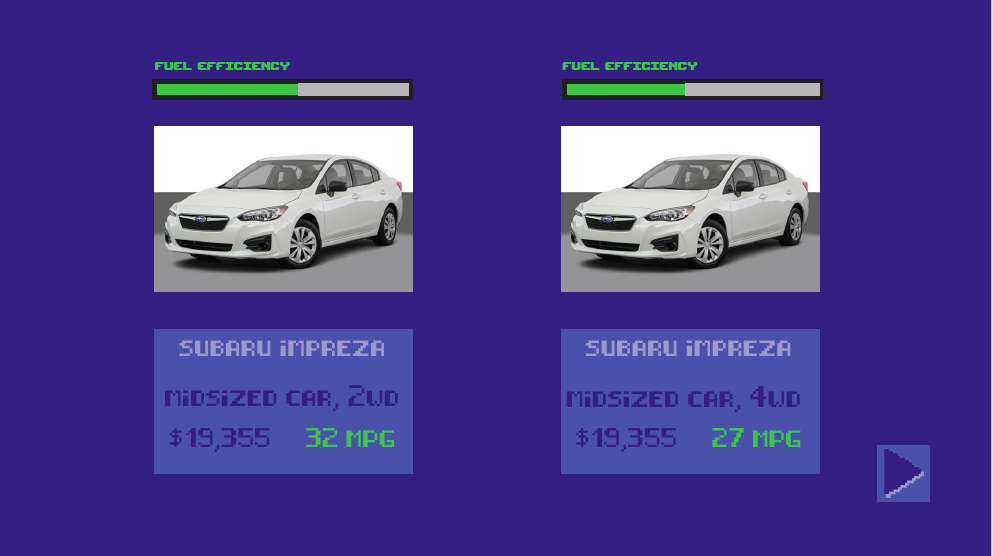 FUEL EFFICIENCY
SUBARU iMPREZA
MiDSiZED CAR, 2WD
$19,355 32 MPG
FUEL EFFICIENCY
SUBARU iMPREZA
MiDSiZED CAR, 4WD
$19,355 27 MPG